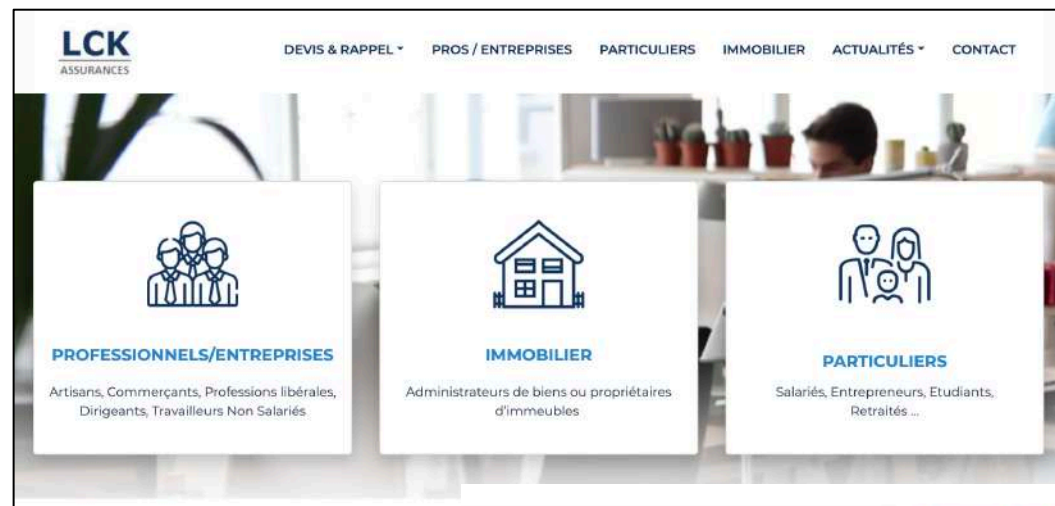 LCK
ASSURANCES
DEVIS & RAPPEL
PROS / ENTREPRISES
PARTICULIERS
IMMOBILIER
ACTUALITÉS
CONTACT
PROFESSIONNELS/ENTREPRISES
Artisans, Commerçants, Professions libérales,
Dirigeants, Travailleurs Non Salariés
IMMOBILIER
Administrateurs de biens ou propriétaires
d'immeubles
PARTICULIERS
Salariés, Entrepreneurs, Etudiants,
Retraités ...